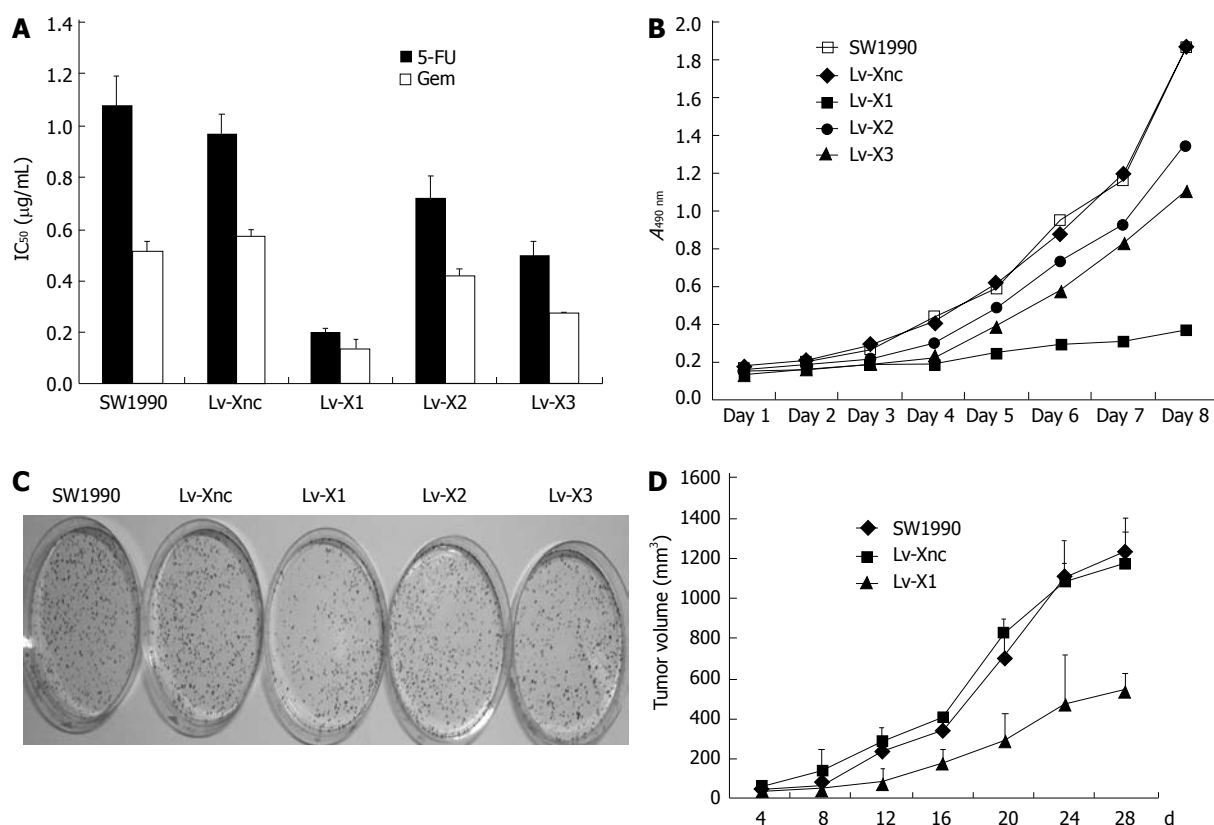 A
1.4
1.2
1.0
0.8
0.6
0.4
0.2
0.0
IC50 (μg/mL)
5-FU
Gem
SW1990 Lv-Xnc Lv-X1 Lv-X2 Lv-X3
B
2.0
1.8
1.6
1.4
1.2
1.0
0.8
0.6
0.4
0.2
0.0
A490 nm
SW1990
Lv-Xnc
Lv-X1
Lv-X2
Lv-X3
Day 1 Day 2 Day 3 Day 4 Day 5 Day 6 Day 7 Day 8
C
SW1990 Lv-Xnc Lv-X1 Lv-X2 Lv-X3
D
1600
1400
1200
1000
800
600
400
200
0
Tumor volume (mm³)
SW1990
Lv-Xnc
Lv-X1
4 8 12 16 20 24 28 d